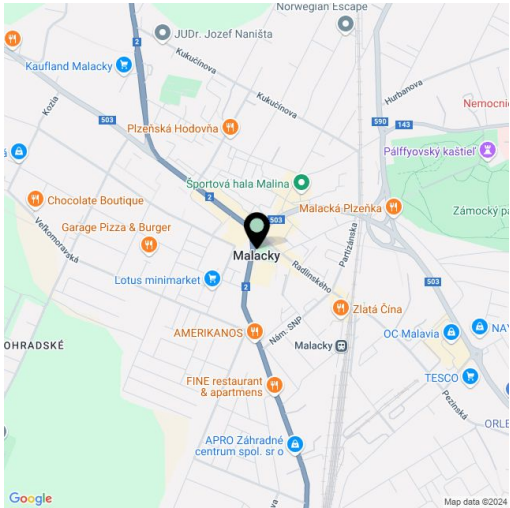 Norwegian Escape
JUDr. Jozef Naništa
2
Kukučínova
Kaufland Malacky
Kozia
Kukučínova
Hurbanova
Nemocnic
503
590
143
Plzeňská Hodovňa
Pálffyovský kaštieľ
Športová hala Malina
2
Malacká Plzeňka
Chocolate Boutique
503
Zámocký pa
Veľkomoravská
Garage Pizza & Burger
Malacky
Partizánska
Radlinského
Lotus minimarket
2
503
Zlatá Čína
AMERIKANOS
Nám. SNP
OC Malavia
NAY
OHRADSKÉ
Malacky
TESCO
FINE restaurant
& apartmens
Pezinská
ORLE
APRO Záhradné
centrum spol. sr o
Google
Map data ©2024